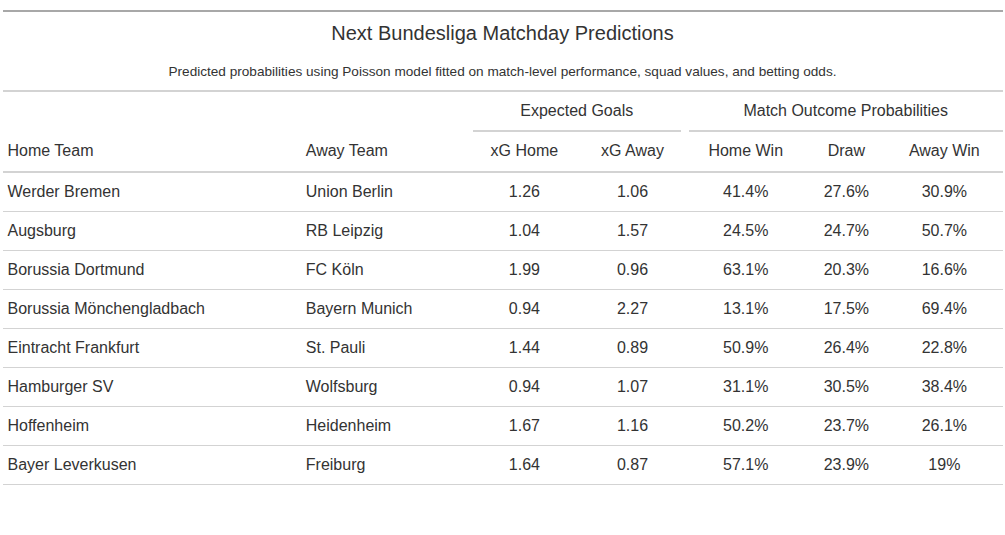 Next Bundesliga Matchday Predictions
Predicted probabilities using Poisson model fitted on match-level performance, squad values, and betting odds.
Expected Goals Match Outcome Probabilities
Home Team Away Team xG Home xG Away Home Win Draw Away Win
Werder Bremen Union Berlin 1.26 1.06 41.4% 27.6% 30.9%
Augsburg RB Leipzig 1.04 1.57 24.5% 24.7% 50.7%
Borussia Dortmund FC Köln 1.99 0.96 63.1% 20.3% 16.6%
Borussia Mönchengladbach Bayern Munich 0.94 2.27 13.1% 17.5% 69.4%
Eintracht Frankfurt St. Pauli 1.44 0.89 50.9% 26.4% 22.8%
Hamburger SV Wolfsburg 0.94 1.07 31.1% 30.5% 38.4%
Hoffenheim Heidenheim 1.67 1.16 50.2% 23.7% 26.1%
Bayer Leverkusen Freiburg 1.64 0.87 57.1% 23.9% 19%